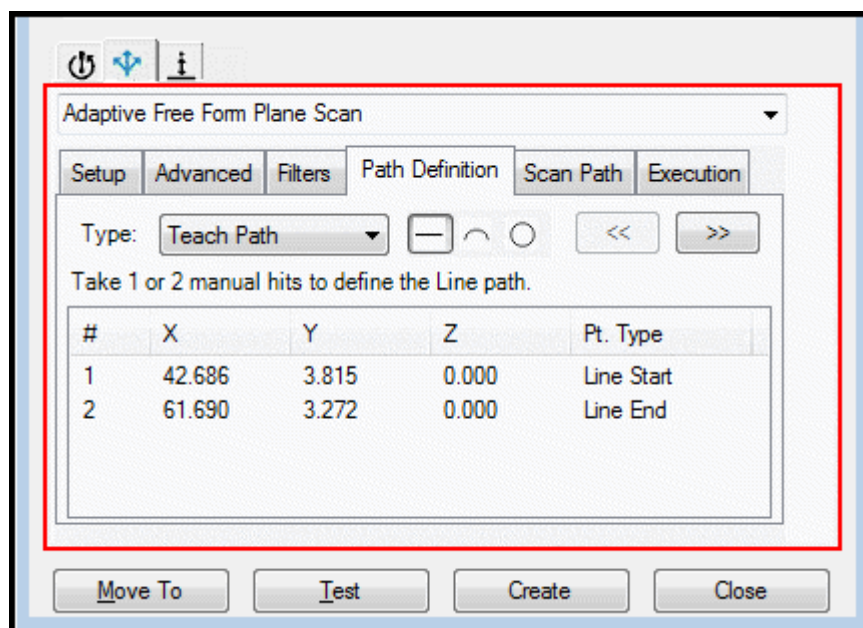 Adaptive Free Form Plane Scan
Setup Advanced Filters Path Definition Scan Path Execution
Type: Teach Path << >>
Take 1 or 2 manual hits to define the Line path.
# X Y Z Pt. Type
1 42.686 3.815 0.000 Line Start
2 61.690 3.272 0.000 Line End
Move To Test Create Close